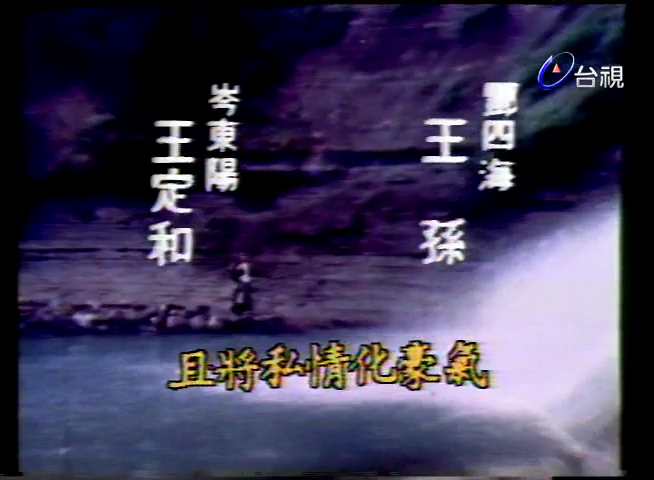 台視
鄧四海
王孫
岑東陽
王定和
且將私情化豪氣